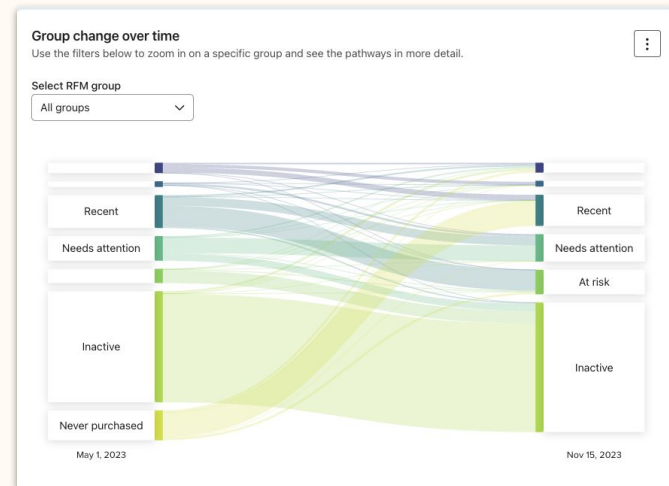 Group change over time
Use the filters below to zoom in on a specific group and see the pathways in more detail.
Select RFM group
All groups
Recent
Needs attention
Inactive
Never purchased
May 1, 2023
Recent
Needs attention
At risk
Inactive
Nov 15, 2023